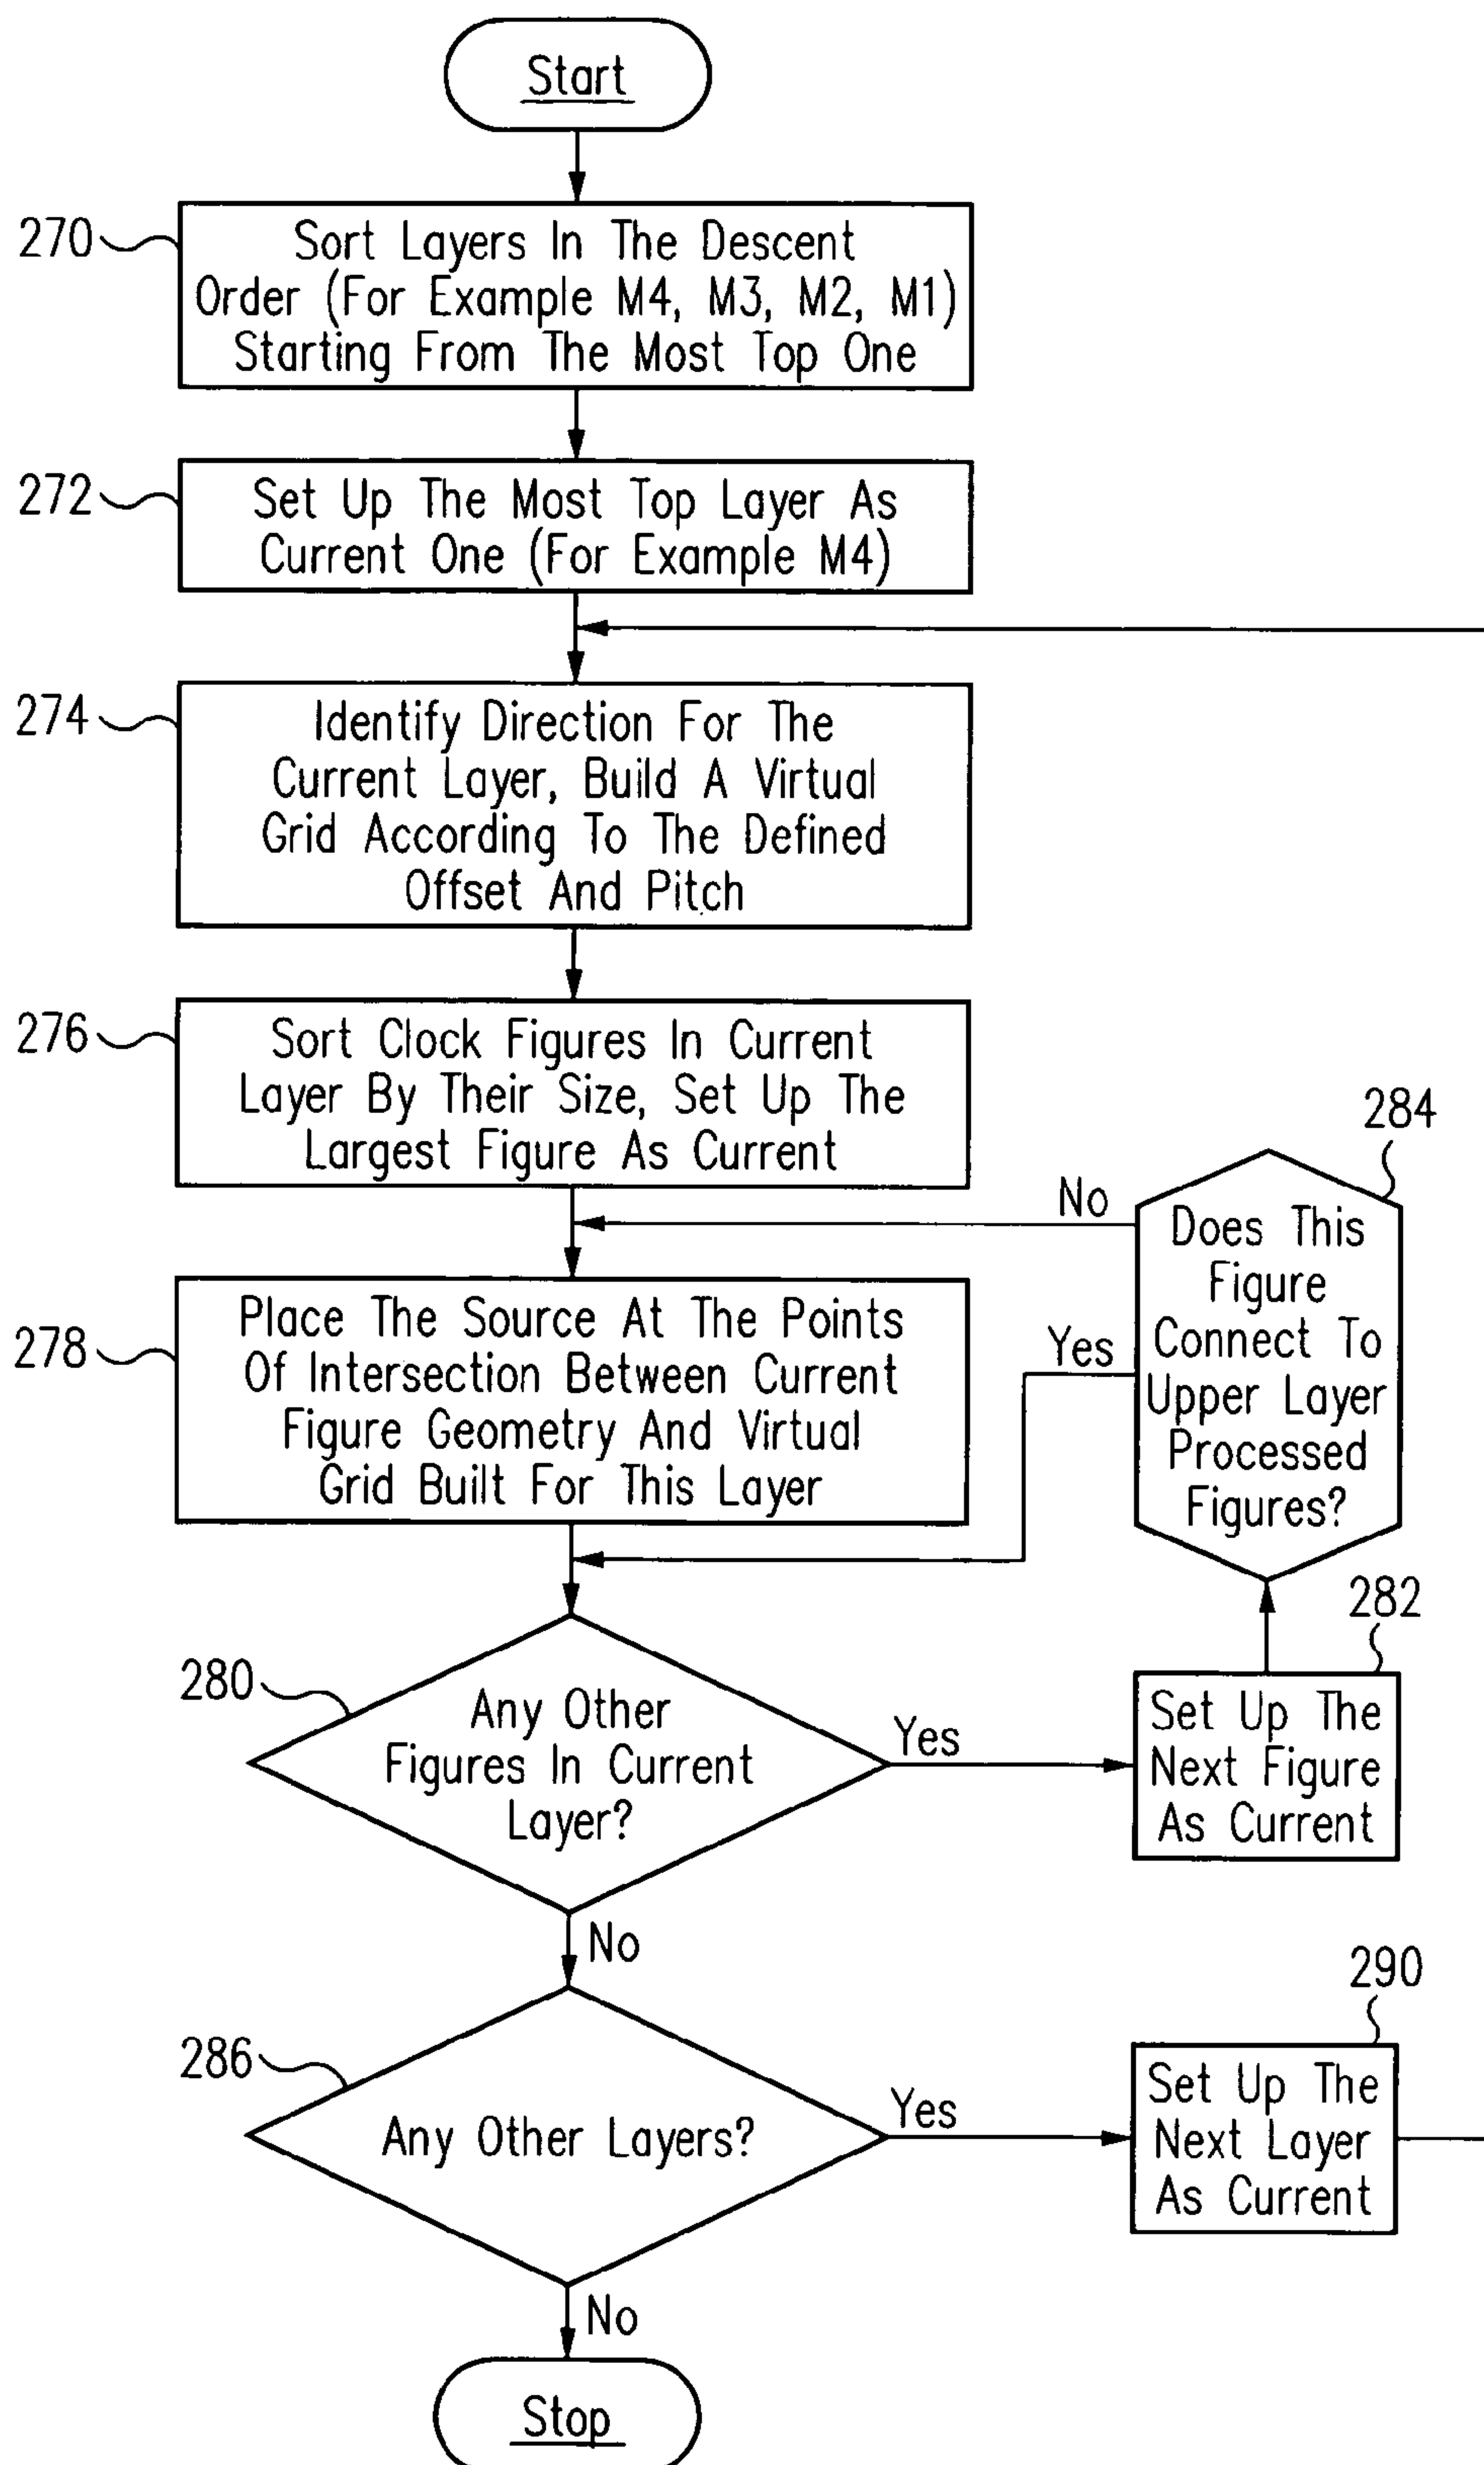 Start
270
Sort Layers In The Descent
Order (For Example M4, M3, M2, M1)
Starting From The Most Top One
272
Set Up The Most Top Layer As
Current One (For Example M4)
274
Identify Direction For The
Current Layer, Build A Virtual
Grid According To The Defined
Offset And Pitch
276
Sort Clock Figures In Current
Layer By Their Size, Set Up The
Largest Figure As Current
278
Place The Source At The Points
Of Intersection Between Current
Figure Geometry And Virtual
Grid Built For This Layer
284
No
Yes
Does This
Figure
Connect To
Upper Layer
Processed
Figures?
280
Any Other
Figures In Current
Layer?
Yes
282
Set Up The
Next Figure
As Current
No
286
Any Other Layers?
Yes
290
Set Up The
Next Layer
As Current
No
Stop